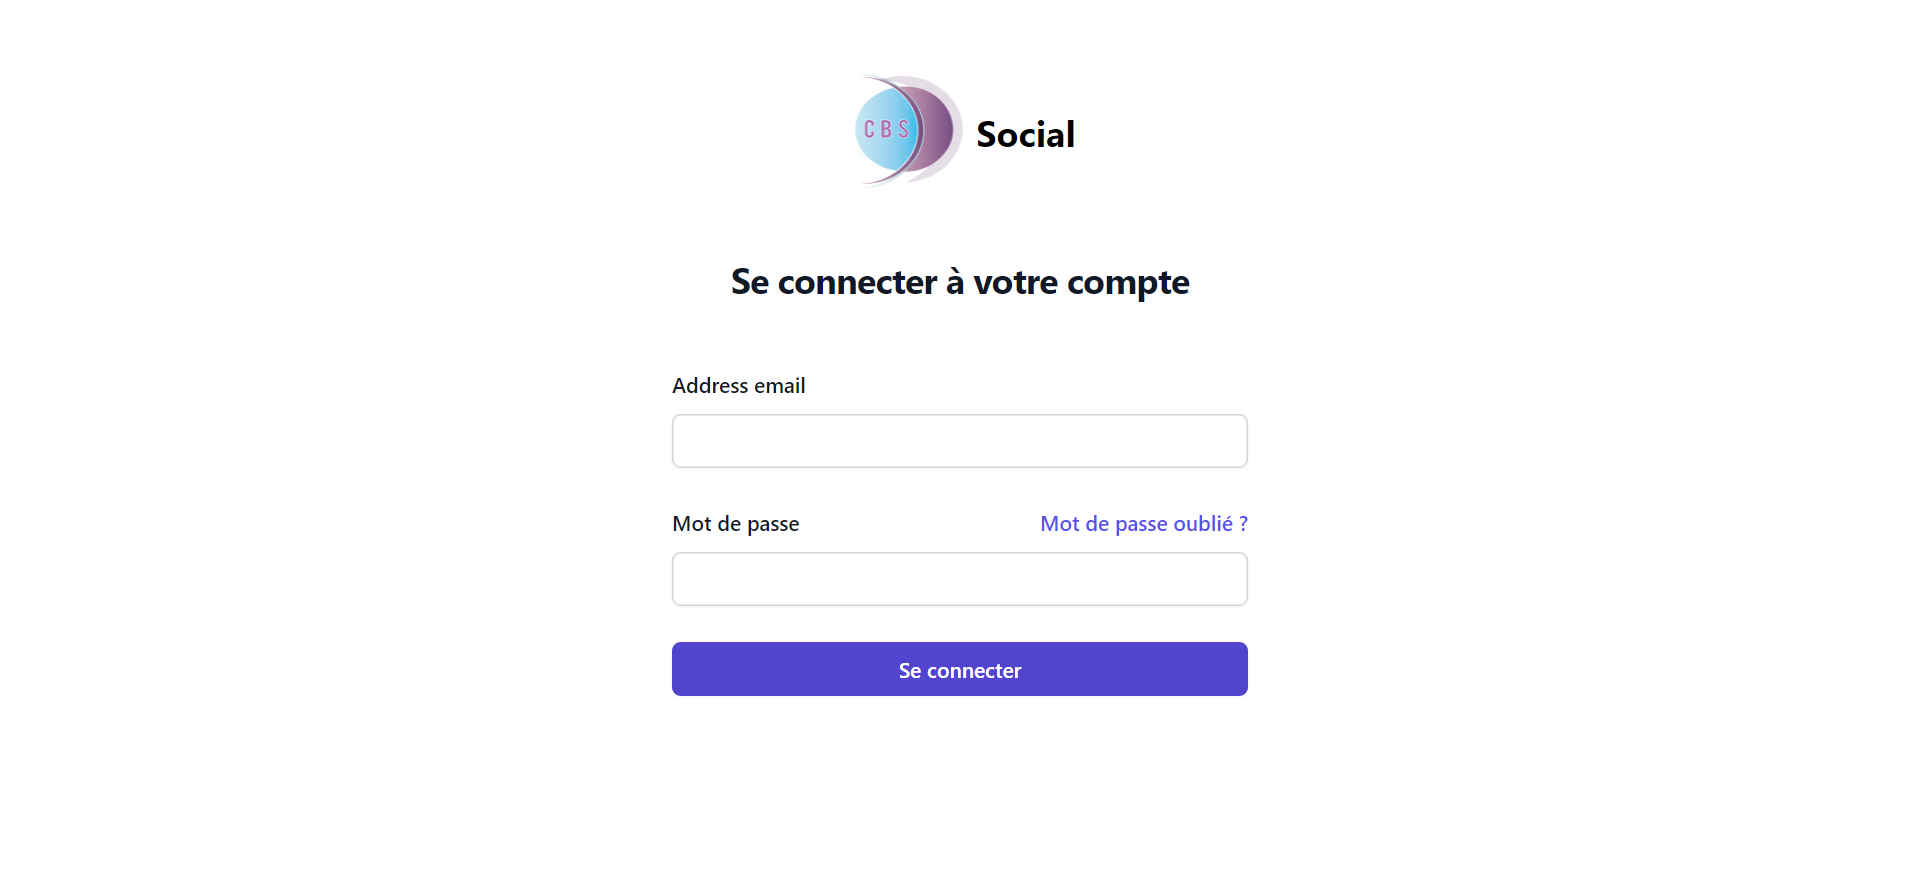 CBS
Social
Se connecter à votre compte
Address email
Mot de passe
Mot de passe oublié ?
Se connecter